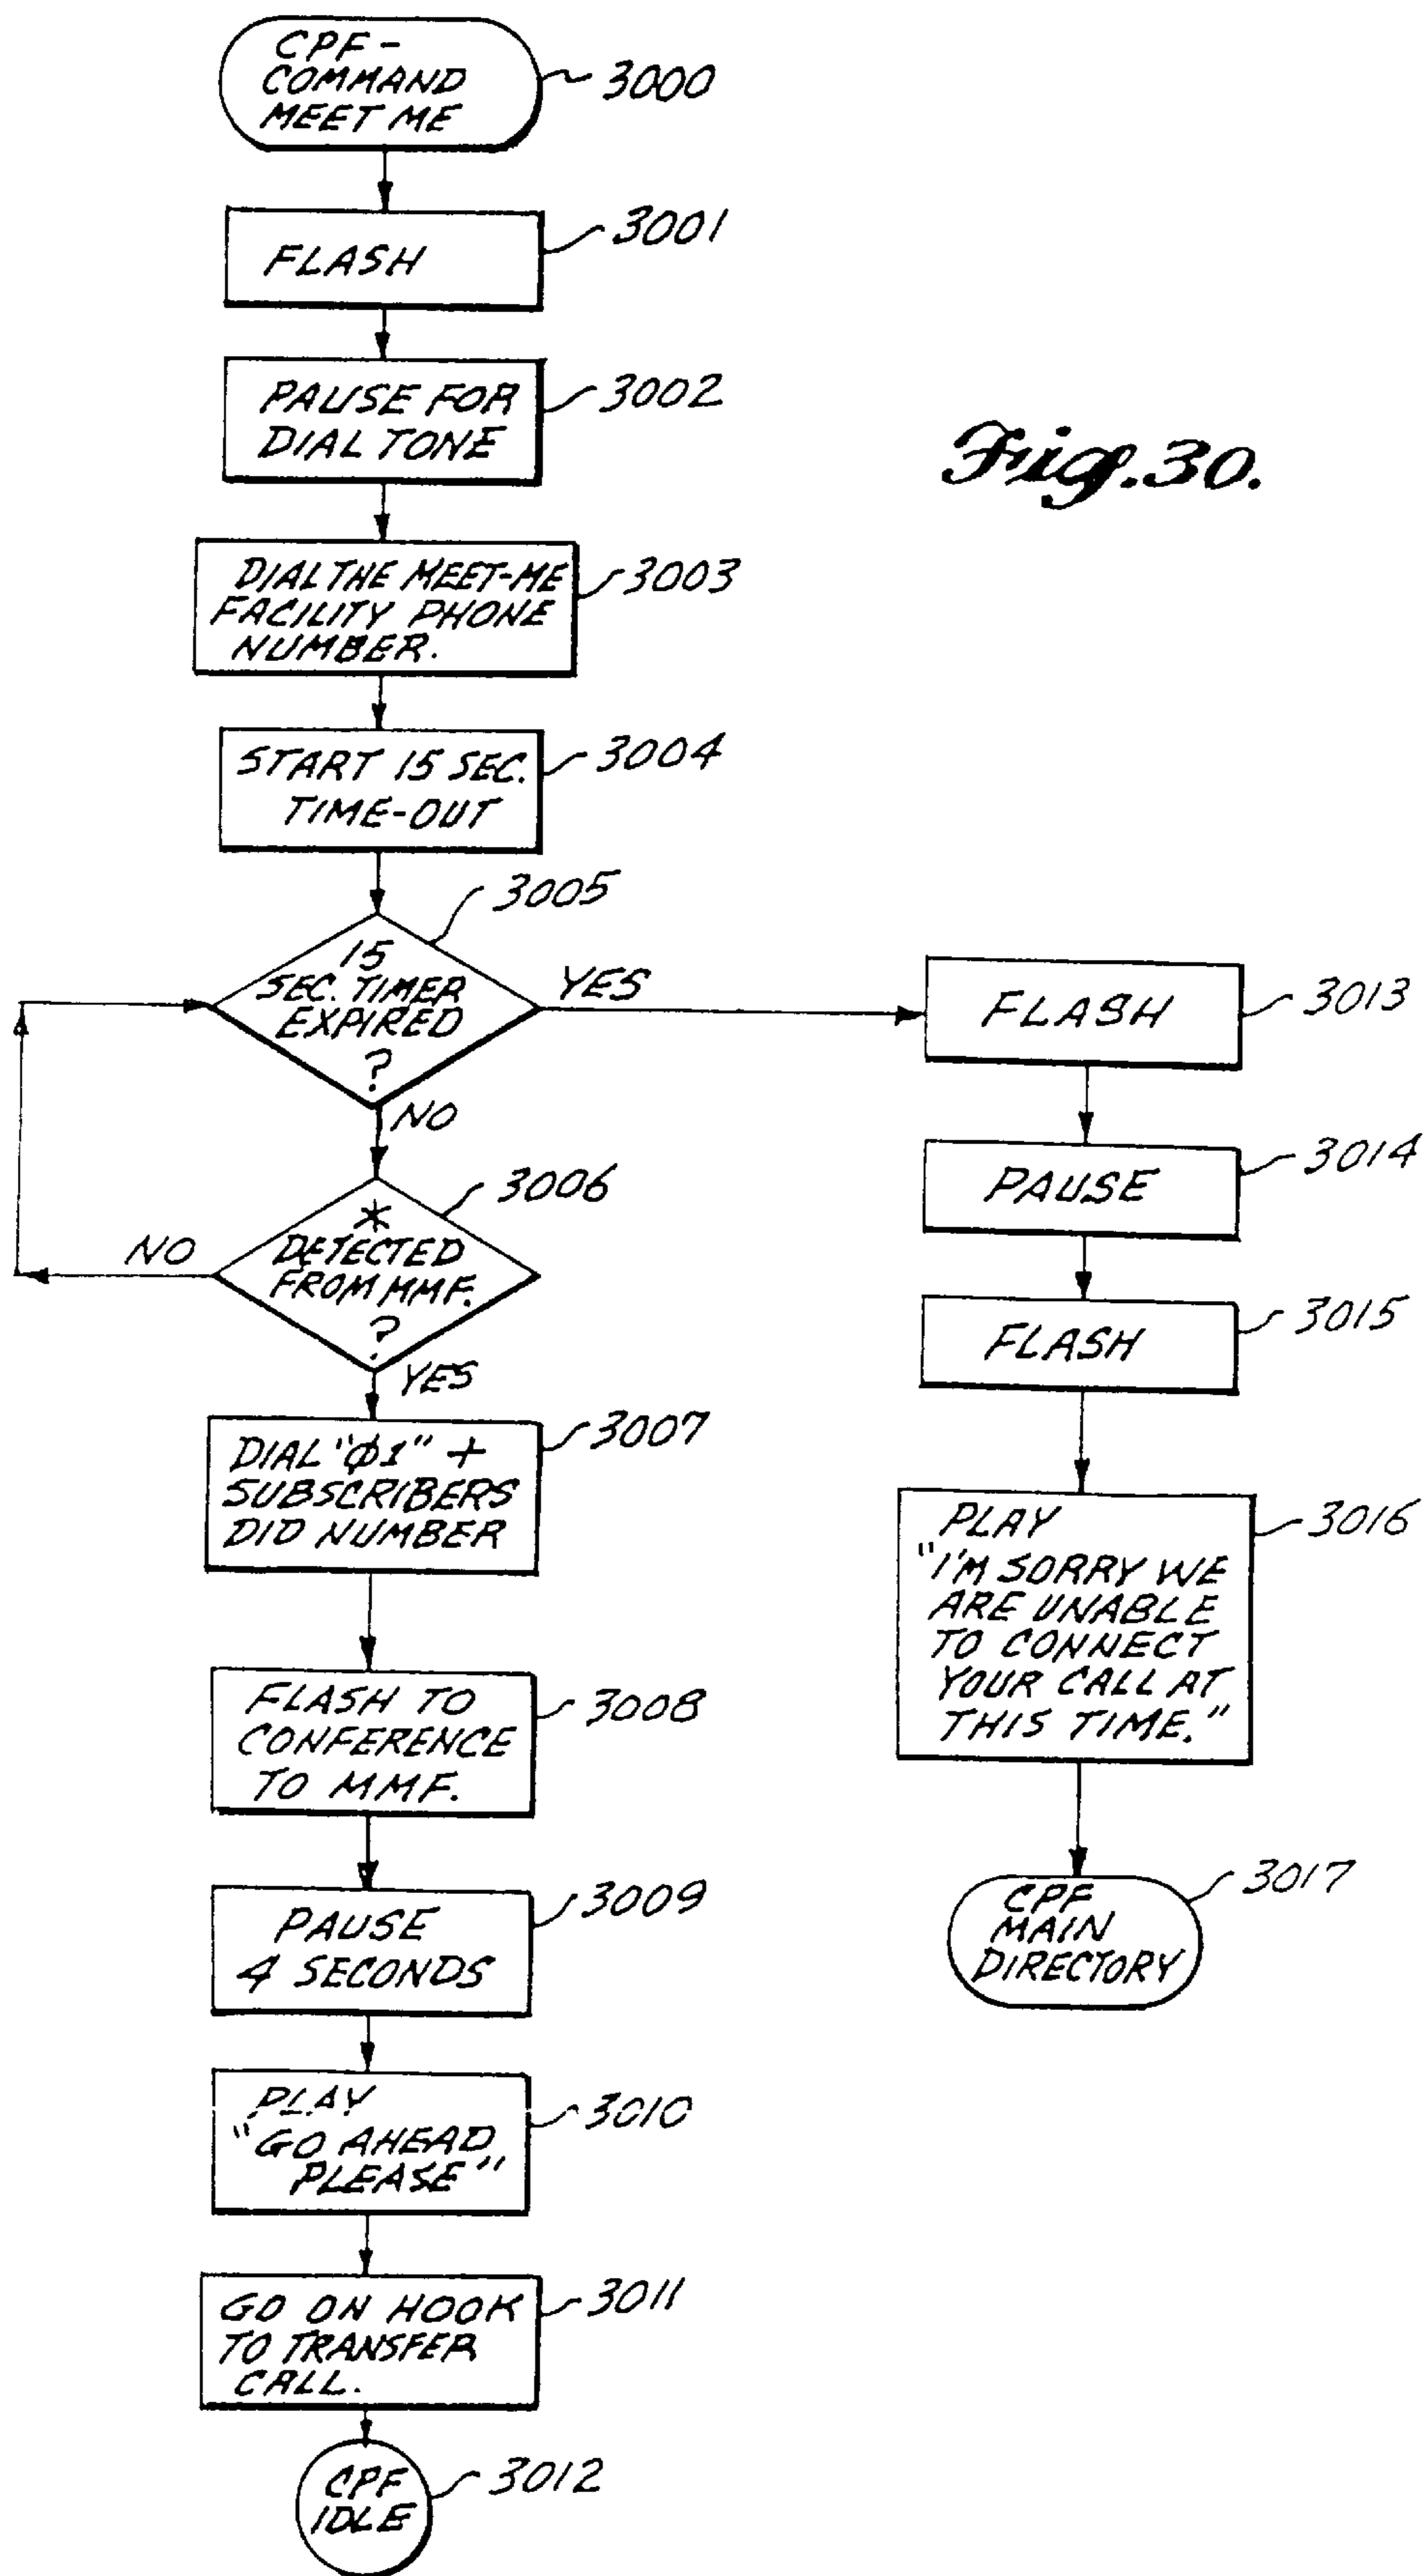 CPF-
COMMAND
MEET ME
3000
FLASH
3001
PAUSE FOR
DIAL TONE
3002
Fig. 30.
DIAL THE MEET-ME
FACILITY PHONE
NUMBER.
3003
START 15 SEC.
TIME-OUT
3004
15
SEC. TIMER
EXPIRED
?
3005
YES
NO
*
DETECTED
FROM MMF.
?
3006
NO
YES
DIAL "Ø1" +
SUBSCRIBERS
DID NUMBER
3007
FLASH TO
CONFERENCE
TO MMF.
3008
PAUSE
4 SECONDS
3009
PLAY
"GO AHEAD
PLEASE"
3010
GO ON HOOK
TO TRANSFER
CALL.
3011
CPF
IDLE
3012
FLASH
3013
PAUSE
3014
FLASH
3015
PLAY
"I'M SORRY WE
ARE UNABLE
TO CONNECT
YOUR CALL AT
THIS TIME."
3016
CPF
MAIN
DIRECTORY
3017